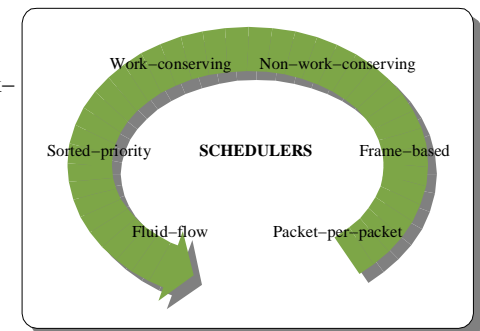 Work−conserving Non−work−conserving
Sorted−priority SCHEDULERS Frame−based
Fluid−flow Packet−per−packet